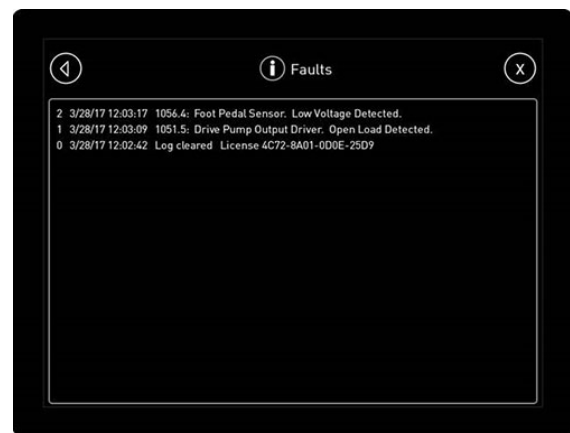 Faults
X
2 3/28/17 12:03:17 1056.4: Foot Pedal Sensor. Low Voltage Detected.
1 3/28/17 12:03:09 1051.5: Drive Pump Output Driver. Open Load Detected.
0 3/28/17 12:02:42 Log cleared License 4C72-8A01-0D0E-25D9